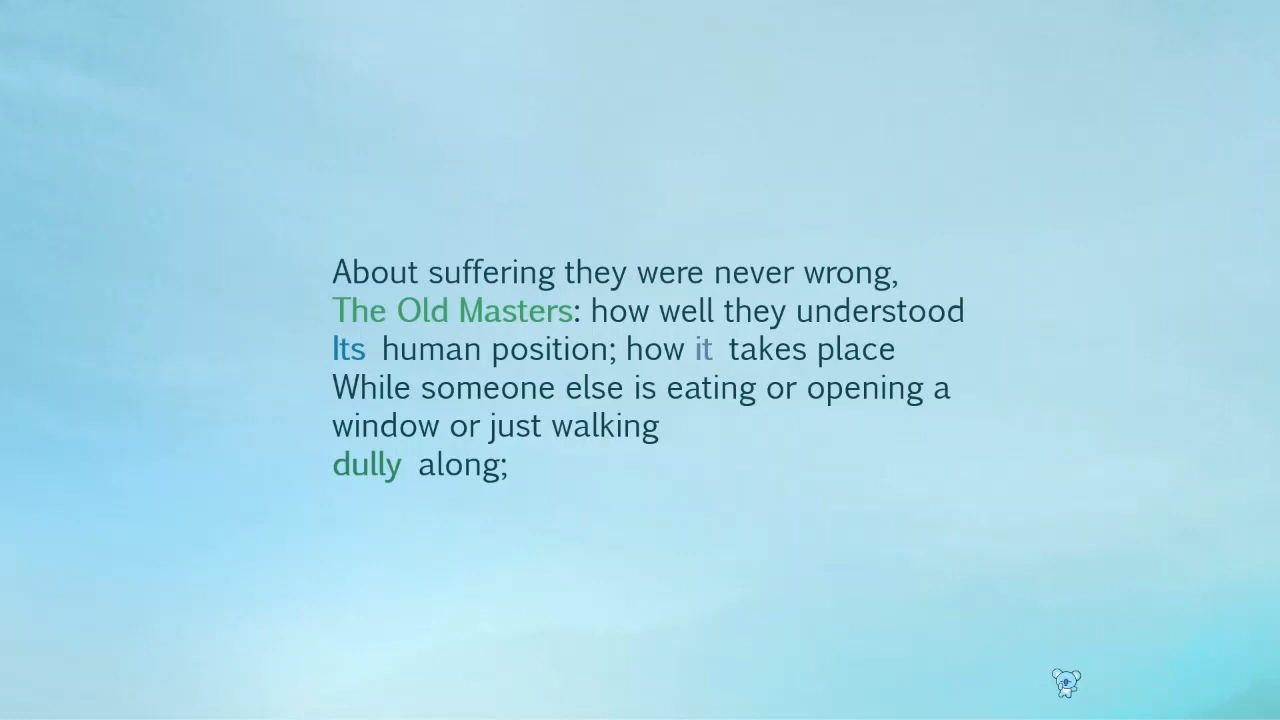 About suffering they were never wrong,
The Old Masters: how well they understood
Its human position; how it takes place
While someone else is eating or opening a
window or just walking
dully along;